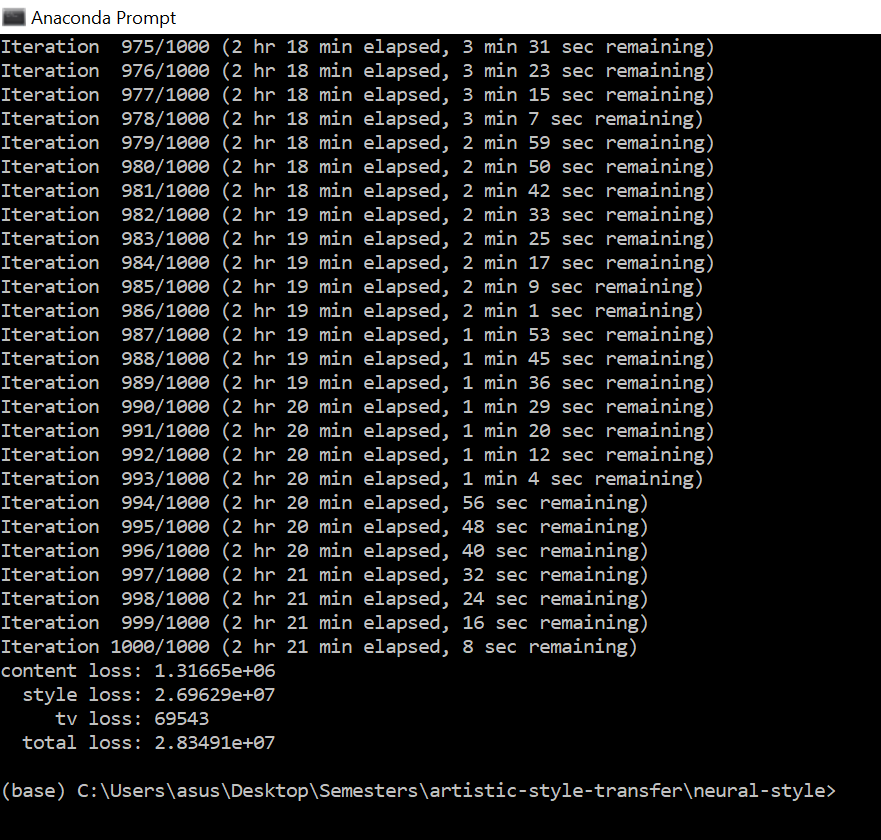 Anaconda Prompt
Iteration  975/1000 (2 hr 18 min elapsed, 3 min 31 sec remaining)
Iteration  976/1000 (2 hr 18 min elapsed, 3 min 23 sec remaining)
Iteration  977/1000 (2 hr 18 min elapsed, 3 min 15 sec remaining)
Iteration  978/1000 (2 hr 18 min elapsed, 3 min 7 sec remaining)
Iteration  979/1000 (2 hr 18 min elapsed, 2 min 59 sec remaining)
Iteration  980/1000 (2 hr 18 min elapsed, 2 min 50 sec remaining)
Iteration  981/1000 (2 hr 18 min elapsed, 2 min 42 sec remaining)
Iteration  982/1000 (2 hr 19 min elapsed, 2 min 33 sec remaining)
Iteration  983/1000 (2 hr 19 min elapsed, 2 min 25 sec remaining)
Iteration  984/1000 (2 hr 19 min elapsed, 2 min 17 sec remaining)
Iteration  985/1000 (2 hr 19 min elapsed, 2 min 9 sec remaining)
Iteration  986/1000 (2 hr 19 min elapsed, 2 min 1 sec remaining)
Iteration  987/1000 (2 hr 19 min elapsed, 1 min 53 sec remaining)
Iteration  988/1000 (2 hr 19 min elapsed, 1 min 45 sec remaining)
Iteration  989/1000 (2 hr 19 min elapsed, 1 min 36 sec remaining)
Iteration  990/1000 (2 hr 20 min elapsed, 1 min 29 sec remaining)
Iteration  991/1000 (2 hr 20 min elapsed, 1 min 20 sec remaining)
Iteration  992/1000 (2 hr 20 min elapsed, 1 min 12 sec remaining)
Iteration  993/1000 (2 hr 20 min elapsed, 1 min 4 sec remaining)
Iteration  994/1000 (2 hr 20 min elapsed, 56 sec remaining)
Iteration  995/1000 (2 hr 20 min elapsed, 48 sec remaining)
Iteration  996/1000 (2 hr 20 min elapsed, 40 sec remaining)
Iteration  997/1000 (2 hr 21 min elapsed, 32 sec remaining)
Iteration  998/1000 (2 hr 21 min elapsed, 24 sec remaining)
Iteration  999/1000 (2 hr 21 min elapsed, 16 sec remaining)
Iteration 1000/1000 (2 hr 21 min elapsed, 8 sec remaining)
content loss: 1.31665e+06
  style loss: 2.69629e+07
     tv loss: 69543
  total loss: 2.83491e+07
(base) C:\Users\asus\Desktop\Semesters\artistic-style-transfer\neural-style>